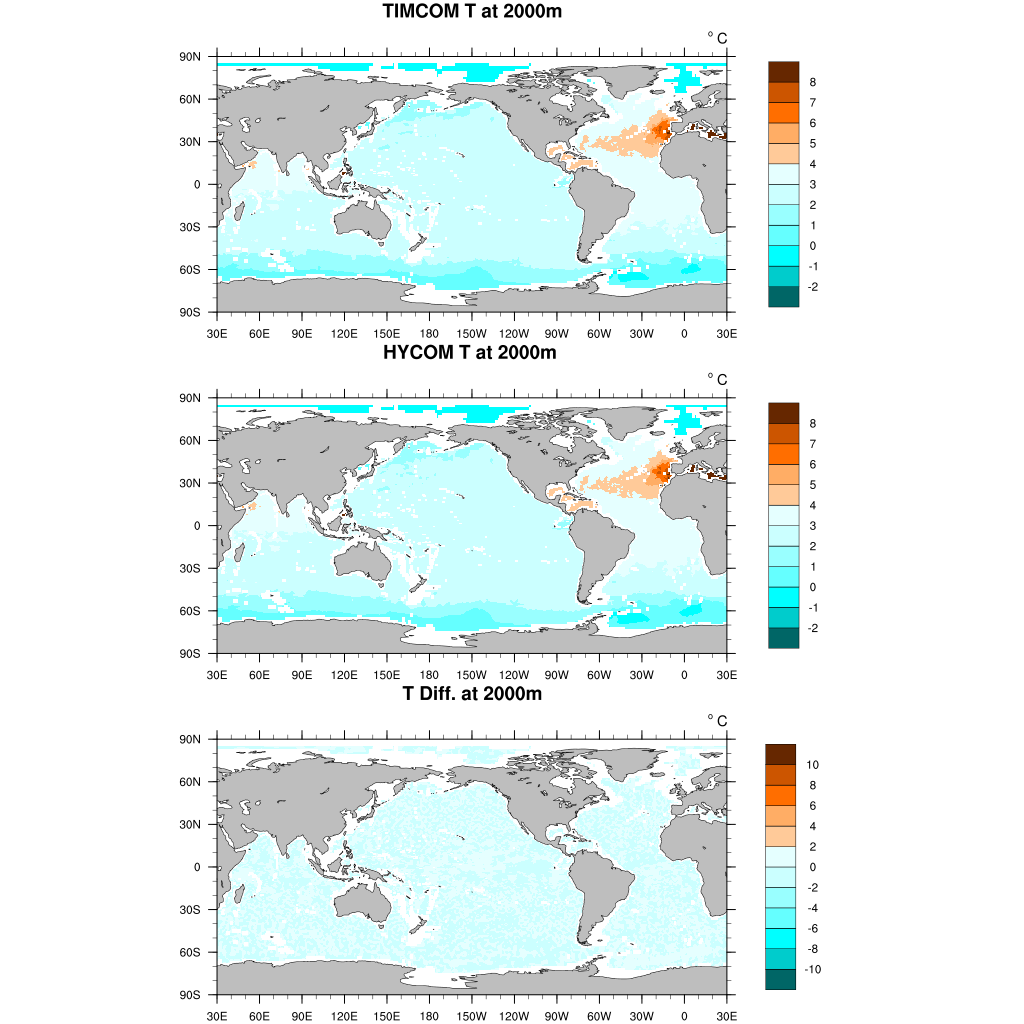 TIMCOM T at 2000m
° C
90N
60N
30N
0
30S
60S
90S
30E 60E 90E 120E 150E 180 150W 120W 90W 60W 30W 0 30E
8
7
6
5
4
3
2
1
0
-1
-2
HYCOM T at 2000m
° C
90N
60N
30N
0
30S
60S
90S
30E 60E 90E 120E 150E 180 150W 120W 90W 60W 30W 0 30E
8
7
6
5
4
3
2
1
0
-1
-2
T Diff. at 2000m
° C
90N
60N
30N
0
30S
60S
90S
30E 60E 90E 120E 150E 180 150W 120W 90W 60W 30W 0 30E
10
8
6
4
2
0
-2
-4
-6
-8
-10